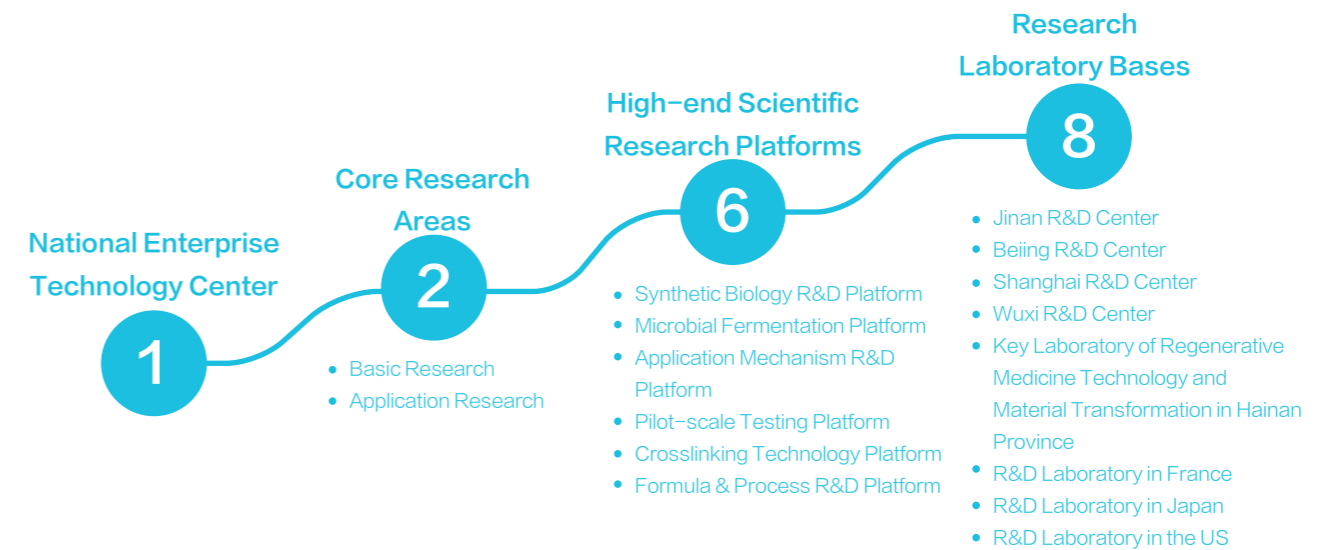 National Enterprise
Technology Center
1
Core Research
Areas
2
• Basic Research
• Application Research
High-end Scientific
Research Platforms
6
• Synthetic Biology R&D Platform
• Microbial Fermentation Platform
• Application Mechanism R&D
Platform
• Pilot-scale Testing Platform
• Crosslinking Technology Platform
• Formula & Process R&D Platform
Research
Laboratory Bases
8
• Jinan R&D Center
• Beiing R&D Center
• Shanghai R&D Center
• Wuxi R&D Center
• Key Laboratory of Regenerative
Medicine Technology and
Material Transformation in Hainan
Province
• R&D Laboratory in France
• R&D Laboratory in Japan
• R&D Laboratory in the US